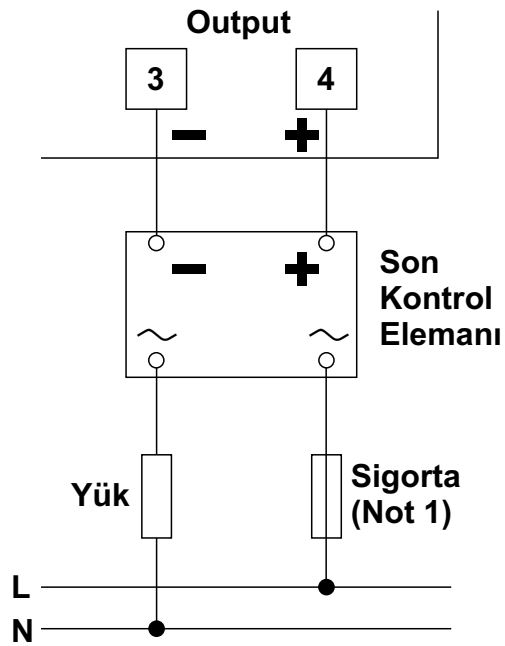 Output
3 4
- +
- +
Son
Kontrol
Elemanı
~ ~
Yük
Sigorta
(Not 1)
L
N